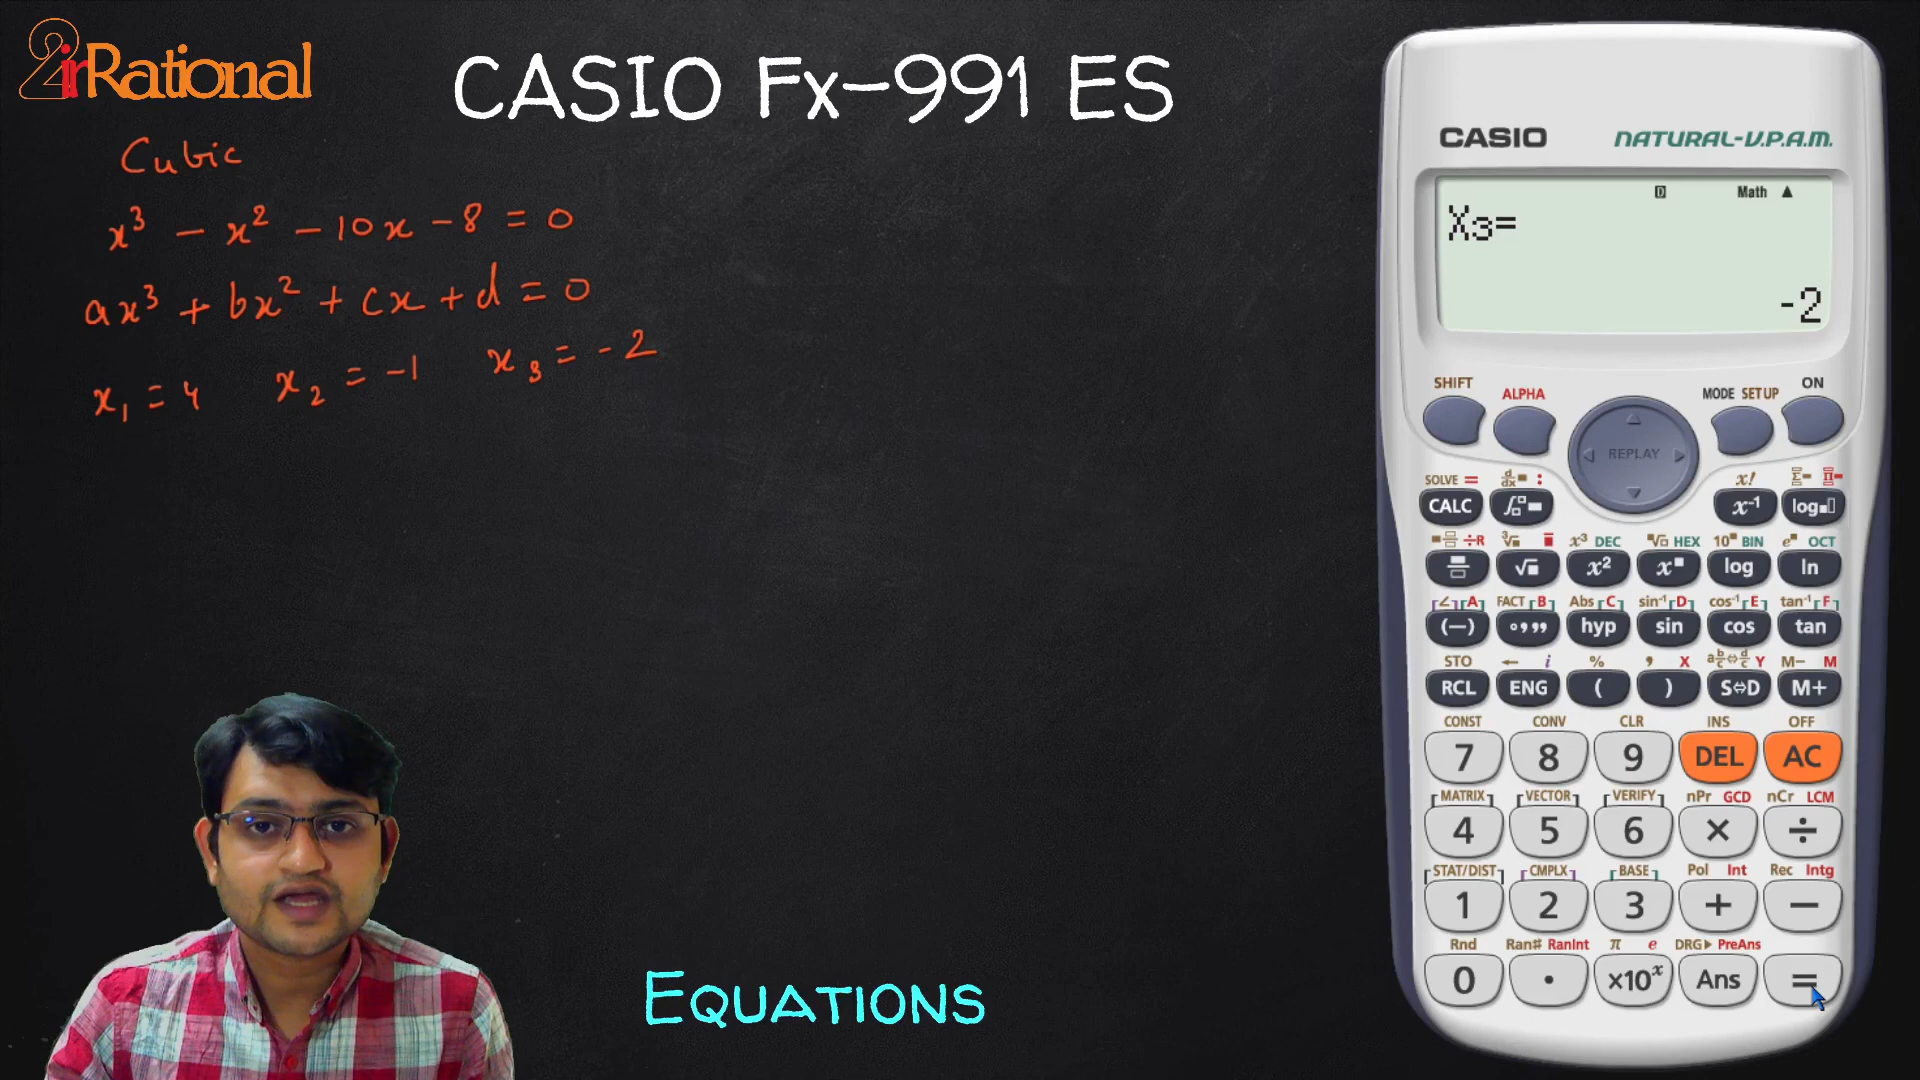 2irRational
CASIO Fx-991 ES
Cubic
x³ - x² - 10x - 8 = 0
ax³ + bx² + cx + d = 0
x₁ = 4 x₂ = -1 x₃ = -2
EQUATIONS
CASIO NATURAL-V.P.A.M.
D Math ▲
X₃=
-2
SHIFT ALPHA MODE SETUP ON
REPLAY
SOLVE = d/dx : x! Σ Π
CALC ∫ x⁻¹ log
÷R ³√ x³ DEC √ HEX 10 BIN e OCT
√ x² x log ln
∠ A FACT B Abs C sin⁻¹ D cos⁻¹ E tan⁻¹ F
(−) °,,, hyp sin cos tan
STO ← i % , X a b/c⇔d/c Y M− M
RCL ENG ( ) S⇔D M+
CONST CONV CLR INS OFF
7 8 9 DEL AC
MATRIX VECTOR VERIFY nPr GCD nCr LCM
4 5 6 × ÷
STAT/DIST CMPLX BASE Pol Int Rec Intg
1 2 3 + −
Rnd Ran# RanInt π e DRG▶ PreAns
0 . ×10ˣ Ans =